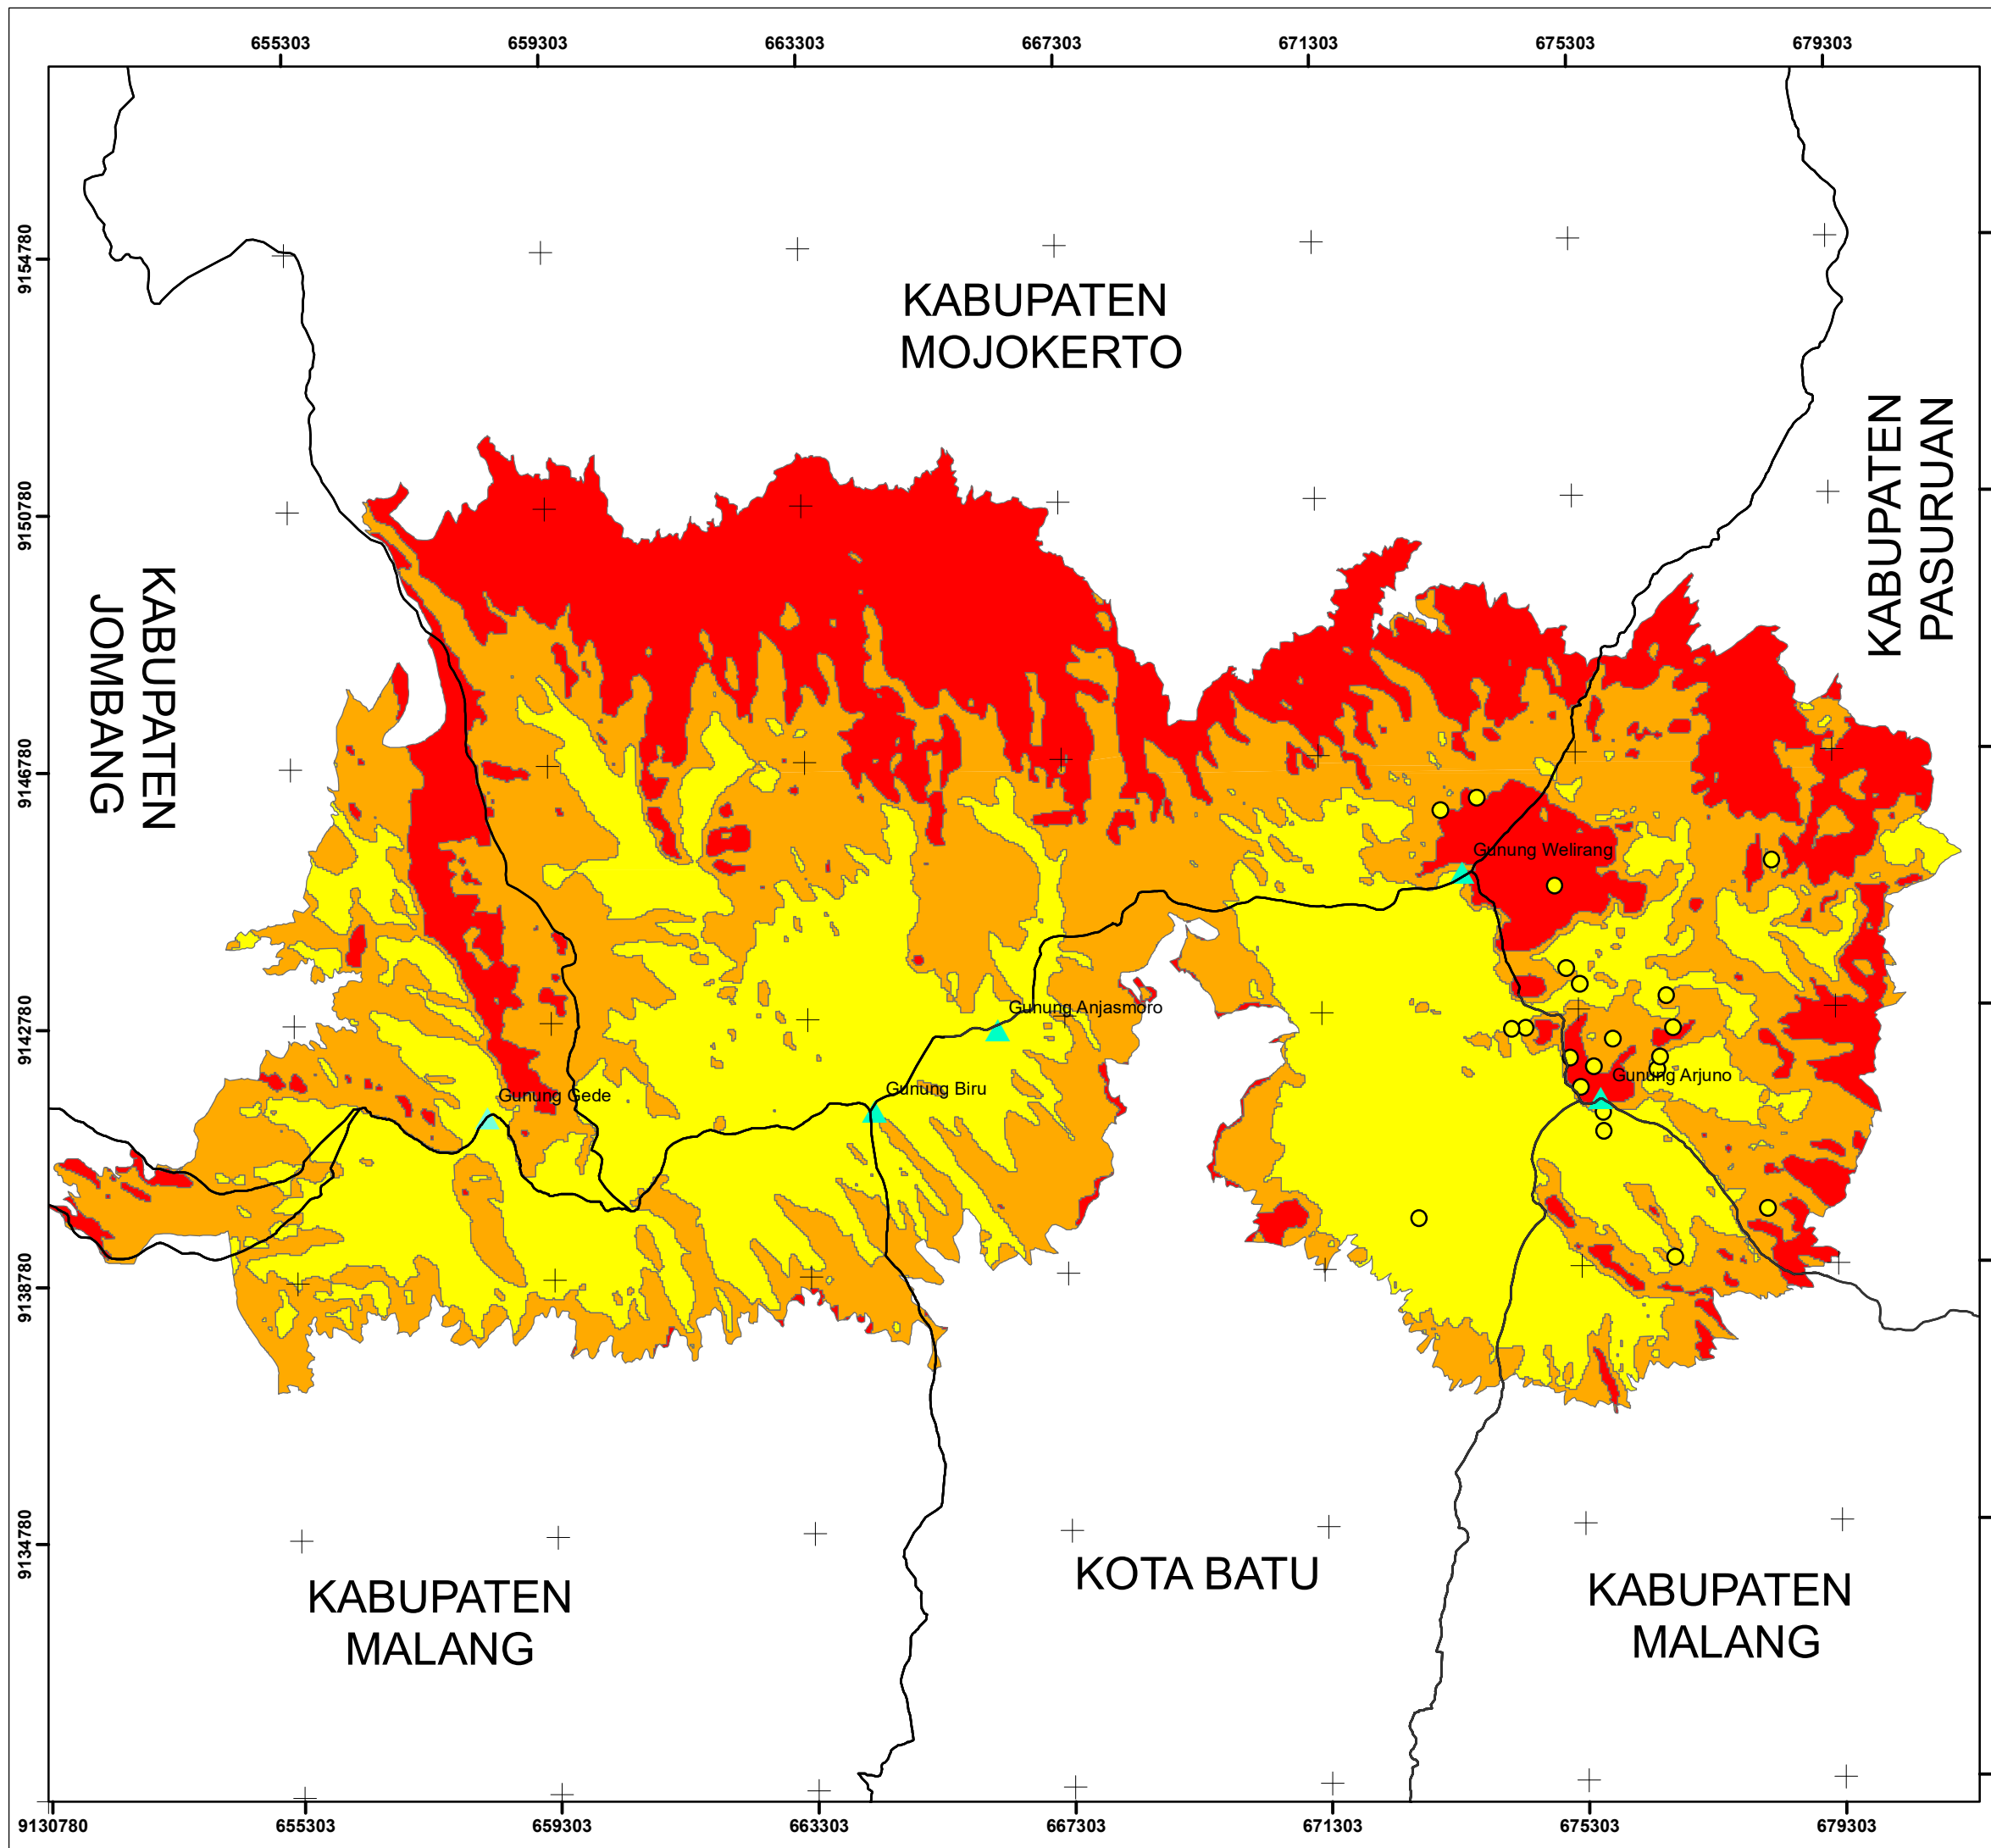 655303 659303 663303 667303 671303 675303 679303
9154780
KABUPATEN
MOJOKERTO
KABUPATEN
PASURUAN
9150780
KABUPATEN
JOMBANG
9146780
Gunung Welirang
9142780
Gunung Anjasmoro
Gunung Arjuno
Gunung Biru
Gunung Gede
9138780
9134780
KOTA BATU
KABUPATEN
MALANG
KABUPATEN
MALANG
9130780 655303 659303 663303 667303 671303 675303 679303